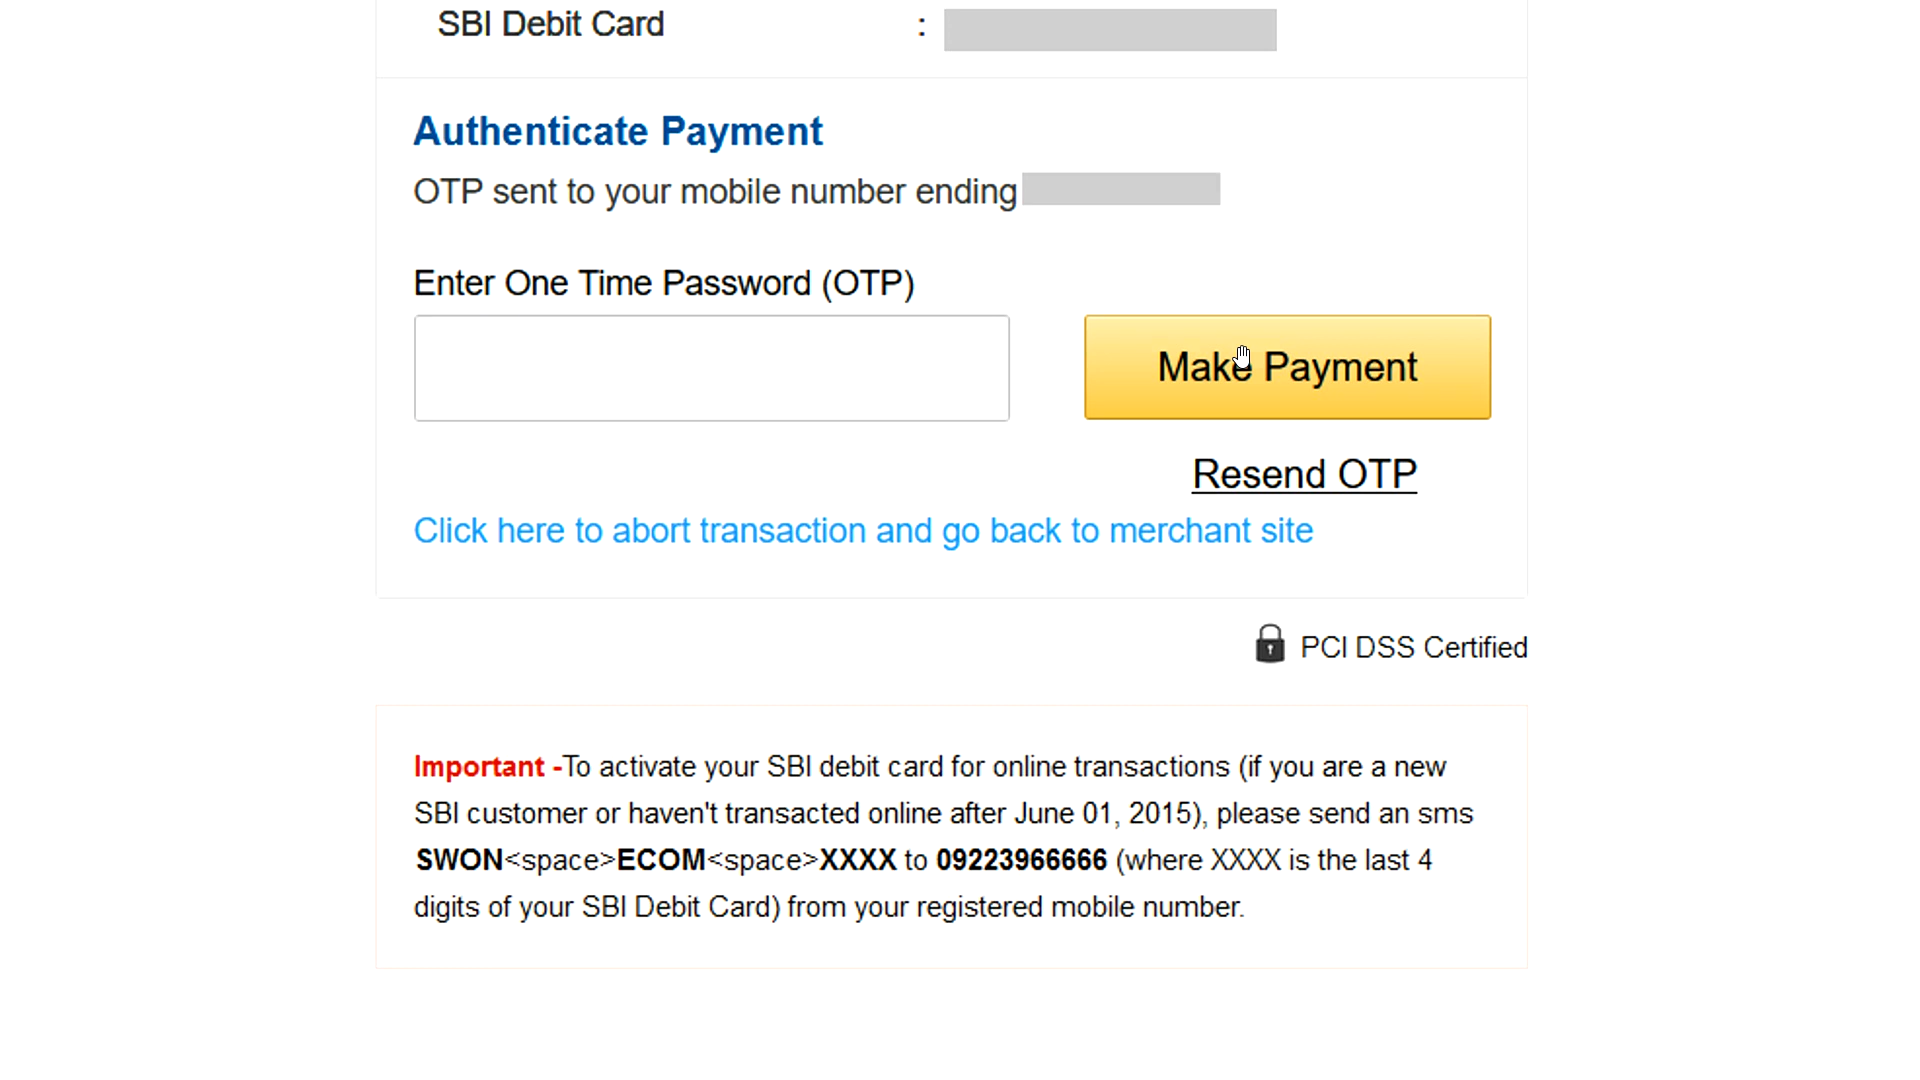 SBI Debit Card :
Authenticate Payment
OTP sent to your mobile number ending
Enter One Time Password (OTP)
Make Payment
Resend OTP
Click here to abort transaction and go back to merchant site
PCI DSS Certified
Important -To activate your SBI debit card for online transactions (if you are a new
SBI customer or haven't transacted online after June 01, 2015), please send an sms
SWON<space>ECOM<space>XXXX to 09223966666 (where XXXX is the last 4
digits of your SBI Debit Card) from your registered mobile number.